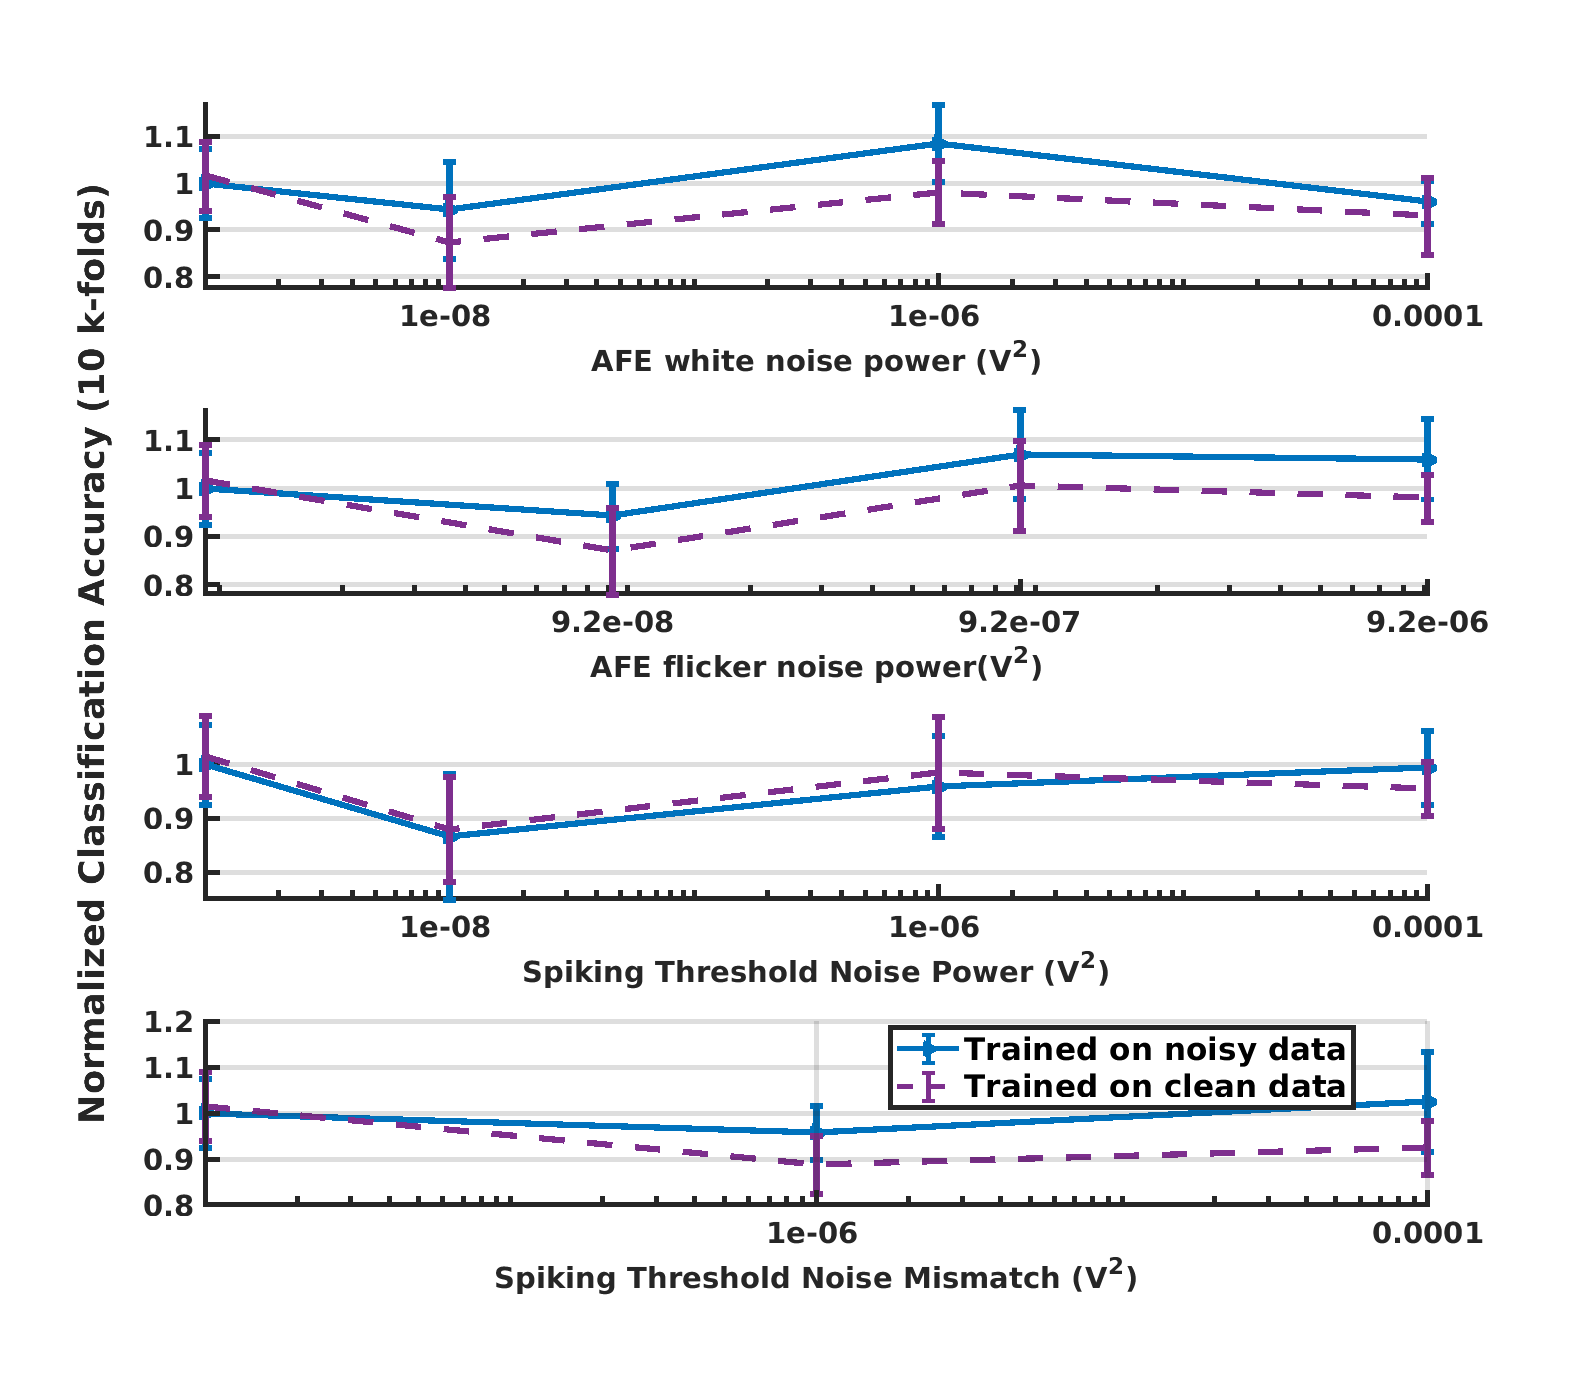 Normalized Classification Accuracy (10 k-folds)
1.1
1
0.9
0.8
1e-08 1e-06 0.0001
AFE white noise power (V²)
1.1
1
0.9
0.8
9.2e-08 9.2e-07 9.2e-06
AFE flicker noise power(V²)
1
0.9
0.8
1e-08 1e-06 0.0001
Spiking Threshold Noise Power (V²)
1.2
1.1
1
0.9
0.8
Trained on noisy data
Trained on clean data
1e-06 0.0001
Spiking Threshold Noise Mismatch (V²)